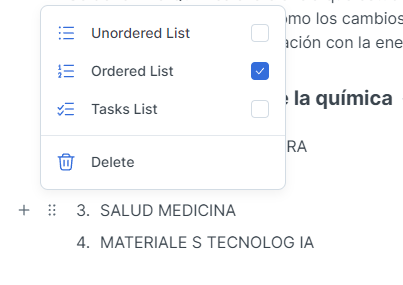 omo los cambios
Unordered List
ación con la ene
Ordered List
e la química
Tasks List
RA
Delete
3. SALUD MEDICINA
4. MATERIALE S TECNOLOG IA